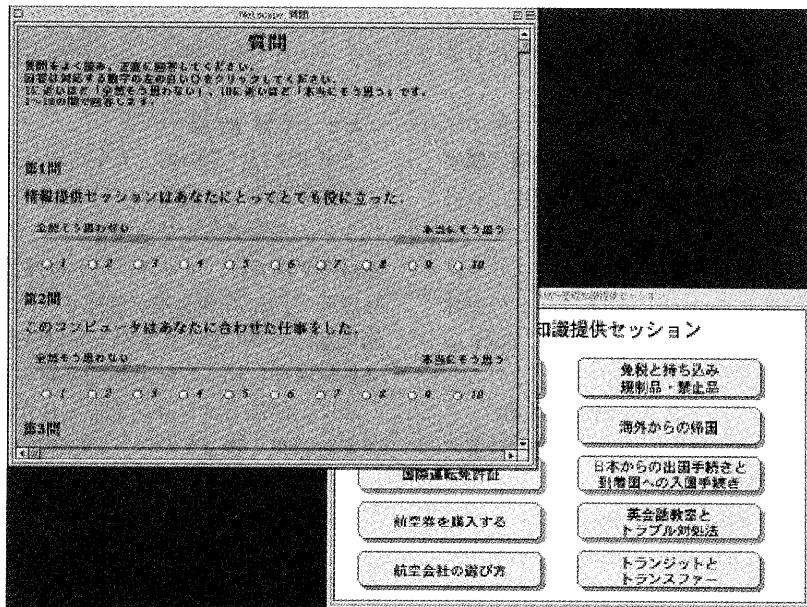 Netscape: 質問
質問
質問をよく読み、正直に回答してください。
回答は対応する数字の左の白い○をクリックしてください。
1に近いほど「全然そう思わない」、10に近いほど「本当にそう思う」です。
1〜10の間で回答します。
第1問
情報提供セッションはあなたにとってとても役に立った。
全然そう思わない 本当にそう思う
1 2 3 4 5 6 7 8 9 10
第2問
このコンピュータはあなたに合わせた仕事をした。
全然そう思わない 本当にそう思う
1 2 3 4 5 6 7 8 9 10
第3問
知識提供セッション
免税と持ち込み
規制品・禁止品
海外からの帰国
国際運転免許証
日本からの出国手続きと
到着国への入国手続き
航空券を購入する
英会話教室と
トラブル対処法
航空会社の選び方
トランジットと
トランスファー